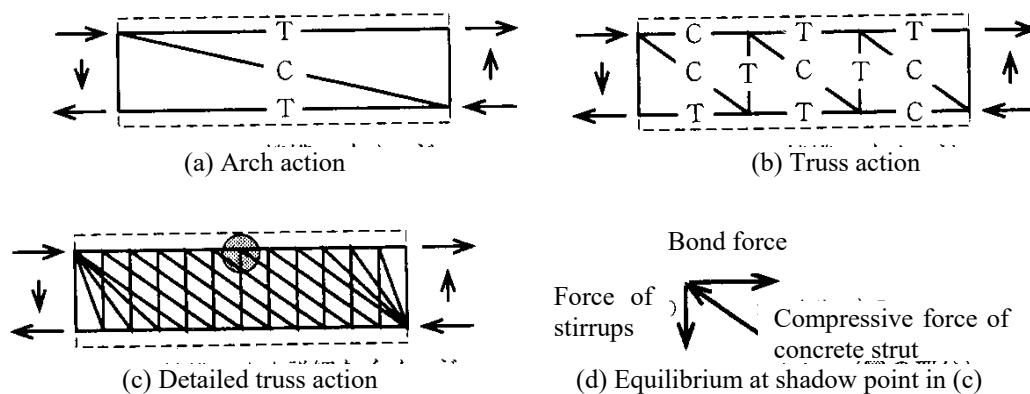 T
C
T
(a) Arch action
C T T
C T C T C
T T C
(b) Truss action
(c) Detailed truss action
Bond force
Force of
stirrups
Compressive force of
concrete strut
(d) Equilibrium at shadow point in (c)